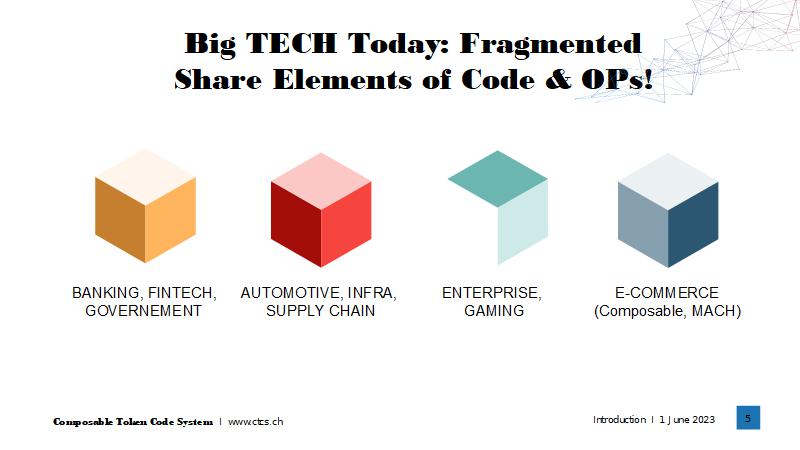 Big TECH Today: Fragmented
Share Elements of Code & OPs!
BANKING, FINTECH,
GOVERNEMENT
AUTOMOTIVE, INFRA,
SUPPLY CHAIN
ENTERPRISE,
GAMING
E-COMMERCE
(Composable, MACH)
Composable Token Code System | www.ctcs.ch
Introduction | 1 June 2023
5